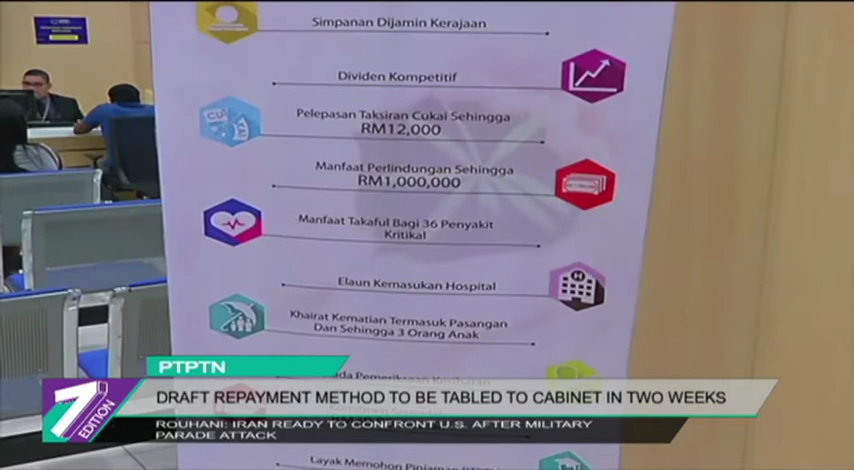 Simpanan Dijamin Kerajaan
Dividen Kompetitif
Pelepasan Taksiran Cukai Sehingga
RM12,000
Manfaat Perlindungan Sehingga
RM1,000,000
Manfaat Takaful Bagi 36 Penyakit
Kritikal
Elaun Kemasukan Hospital
Khairat Kematian Termasuk Pasangan
Dan Sehingga 3 Orang Anak
Pemeriksaan Kesihatan
Layak Memohon Pinjaman
PTPTN
7
EDITION
DRAFT REPAYMENT METHOD TO BE TABLED TO CABINET IN TWO WEEKS
ROUHANI: IRAN READY TO CONFRONT U.S. AFTER MILITARY
PARADE ATTACK